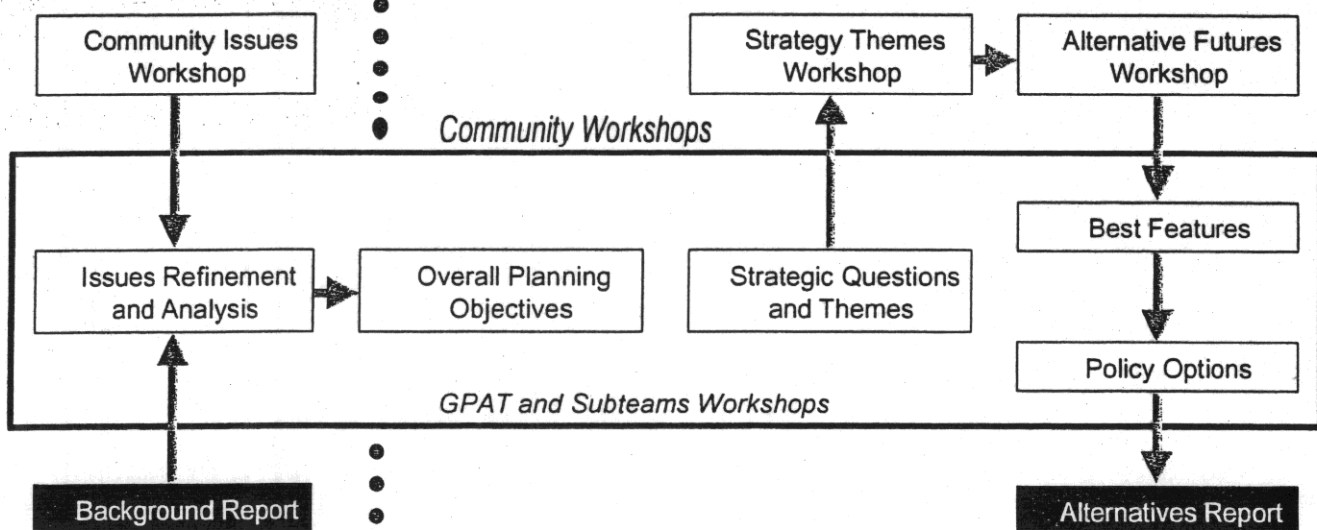 Community Issues
Workshop
Strategy Themes
Workshop
Alternative Futures
Workshop
Community Workshops
Best Features
Issues Refinement
and Analysis
Overall Planning
Objectives
Strategic Questions
and Themes
Policy Options
GPAT and Subteams Workshops
Background Report
Alternatives Report